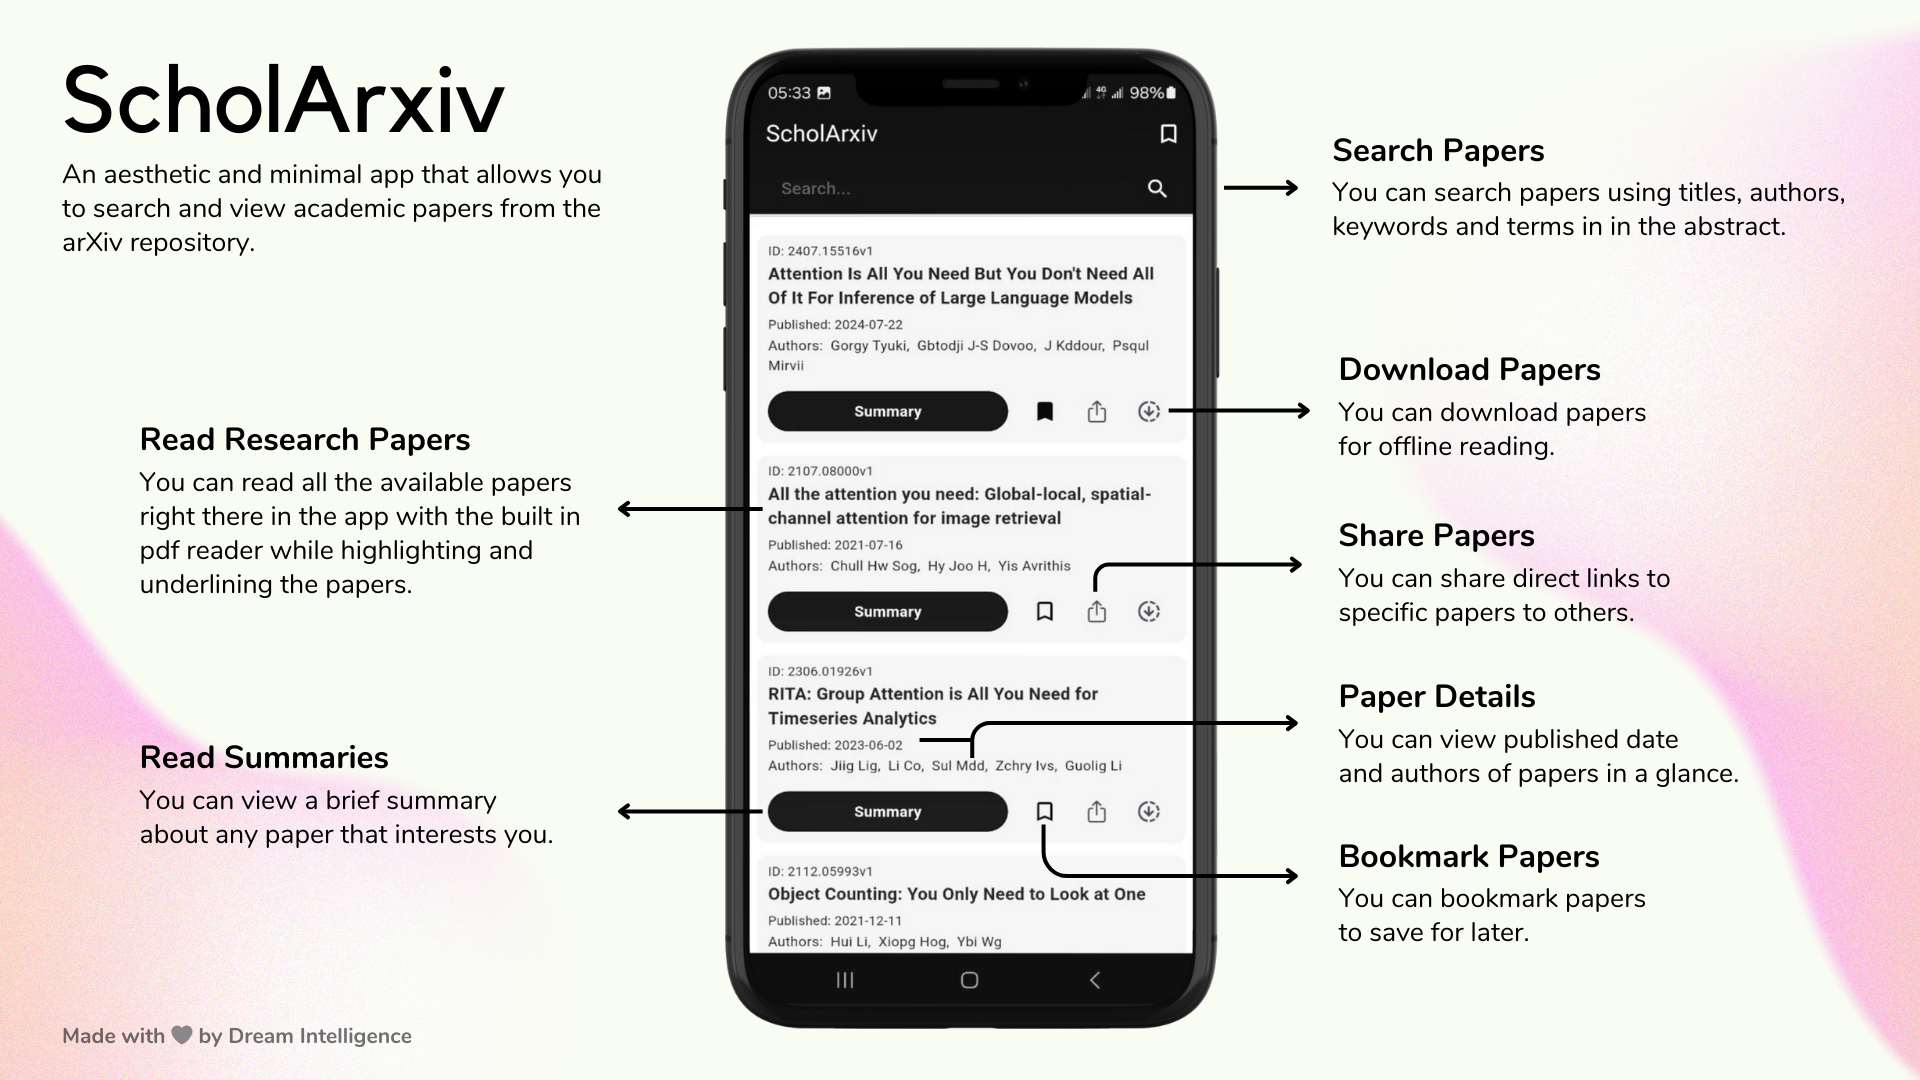 ScholArxiv
An aesthetic and minimal app that allows you
to search and view academic papers from the
arXiv repository.
Read Research Papers
You can read all the available papers
right there in the app with the built in
pdf reader while highlighting and
underlining the papers.
Read Summaries
You can view a brief summary
about any paper that interests you.
Made with by Dream Intelligence
05:33 4G 98%
ScholArxiv
Search...
ID: 2407.15516v1
Attention Is All You Need But You Don't Need All
Of It For Inference of Large Language Models
Published: 2024-07-22
Authors: Gorgy Tyuki, Gbtodji J-S Dovoo, J Kddour, Psqul
Mirvii
Summary
ID: 2107.08000v1
All the attention you need: Global-local, spatial-
channel attention for image retrieval
Published: 2021-07-16
Authors: Chull Hw Sog, Hy Joo H, Yis Avrithis
Summary
ID: 2306.01926v1
RITA: Group Attention is All You Need for
Timeseries Analytics
Published: 2023-06-02
Authors: Jiig Lig, Li Co, Sul Mdd, Zchry Ivs, Guolig Li
Summary
ID: 2112.05993v1
Object Counting: You Only Need to Look at One
Published: 2021-12-11
Authors: Hui Li, Xiopg Hog, Ybi Wg
Search Papers
You can search papers using titles, authors,
keywords and terms in in the abstract.
Download Papers
You can download papers
for offline reading.
Share Papers
You can share direct links to
specific papers to others.
Paper Details
You can view published date
and authors of papers in a glance.
Bookmark Papers
You can bookmark papers
to save for later.